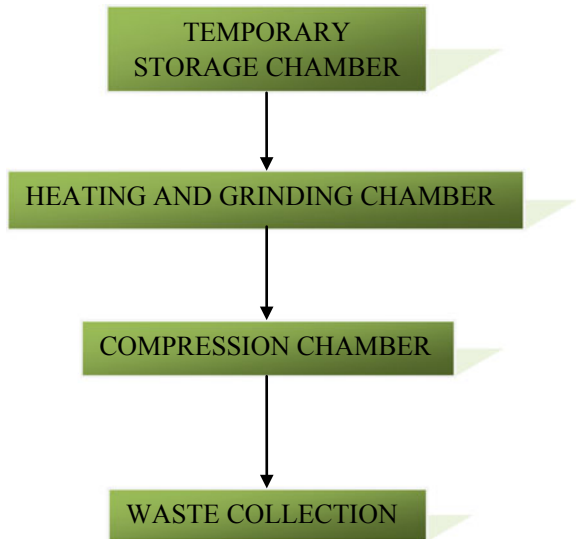 TEMPORARY
STORAGE CHAMBER
HEATING AND GRINDING CHAMBER
COMPRESSION CHAMBER
WASTE COLLECTION